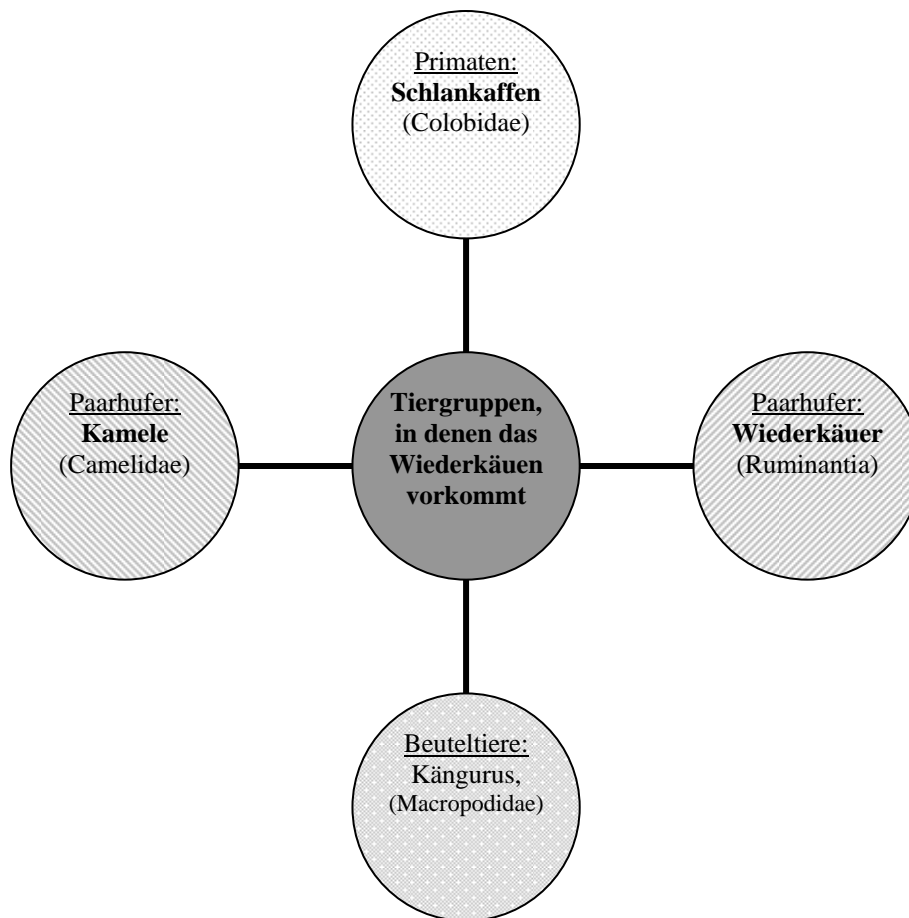 Primaten:
Schlankaffen
(Colobidae)
Paarhufer:
Kamele
(Camelidae)
Tiergruppen,
in denen das
Wiederkäuen
vorkommt
Paarhufer:
Wiederkäuer
(Ruminantia)
Beuteltiere:
Kängurus,
(Macropodidae)